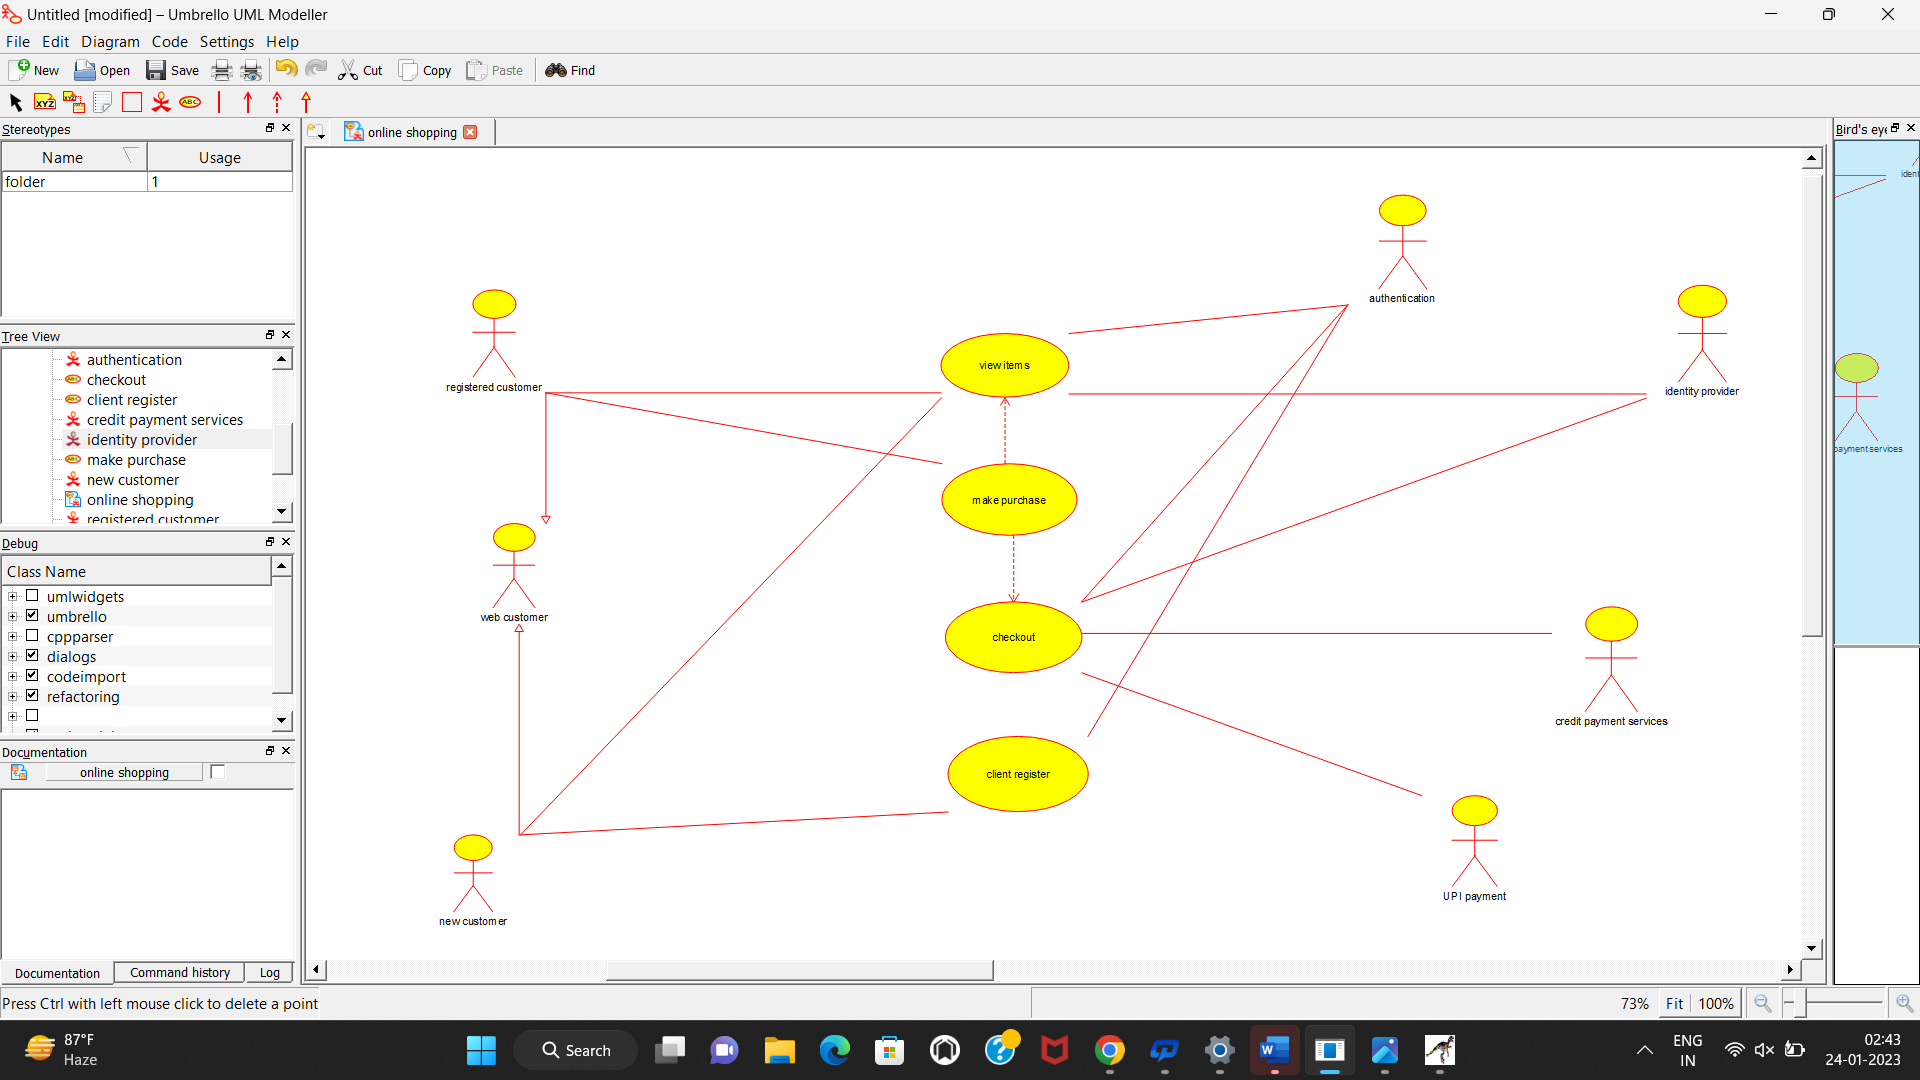 Untitled [modified] – Umbrello UML Modeller
File Edit Diagram Code Settings Help
New Open Save Cut Copy Paste Find
XYZ ABC
Stereotypes
Name Usage
folder 1
Tree View
authentication
checkout
client register
credit payment services
identity provider
make purchase
new customer
online shopping
registered customer
Debug
Class Name
umlwidgets
umbrello
cppparser
dialogs
codeimport
refactoring
Documentation
online shopping
Documentation Command history Log
Press Ctrl with left mouse click to delete a point
online shopping
authentication
registered customer
view items
identity provider
make purchase
web customer
checkout
credit payment services
client register
UPI payment
new customer
Bird's eye
ident
payment services
73% Fit 100%
87°F
Haze
Search
ENG
IN
02:43
24-01-2023